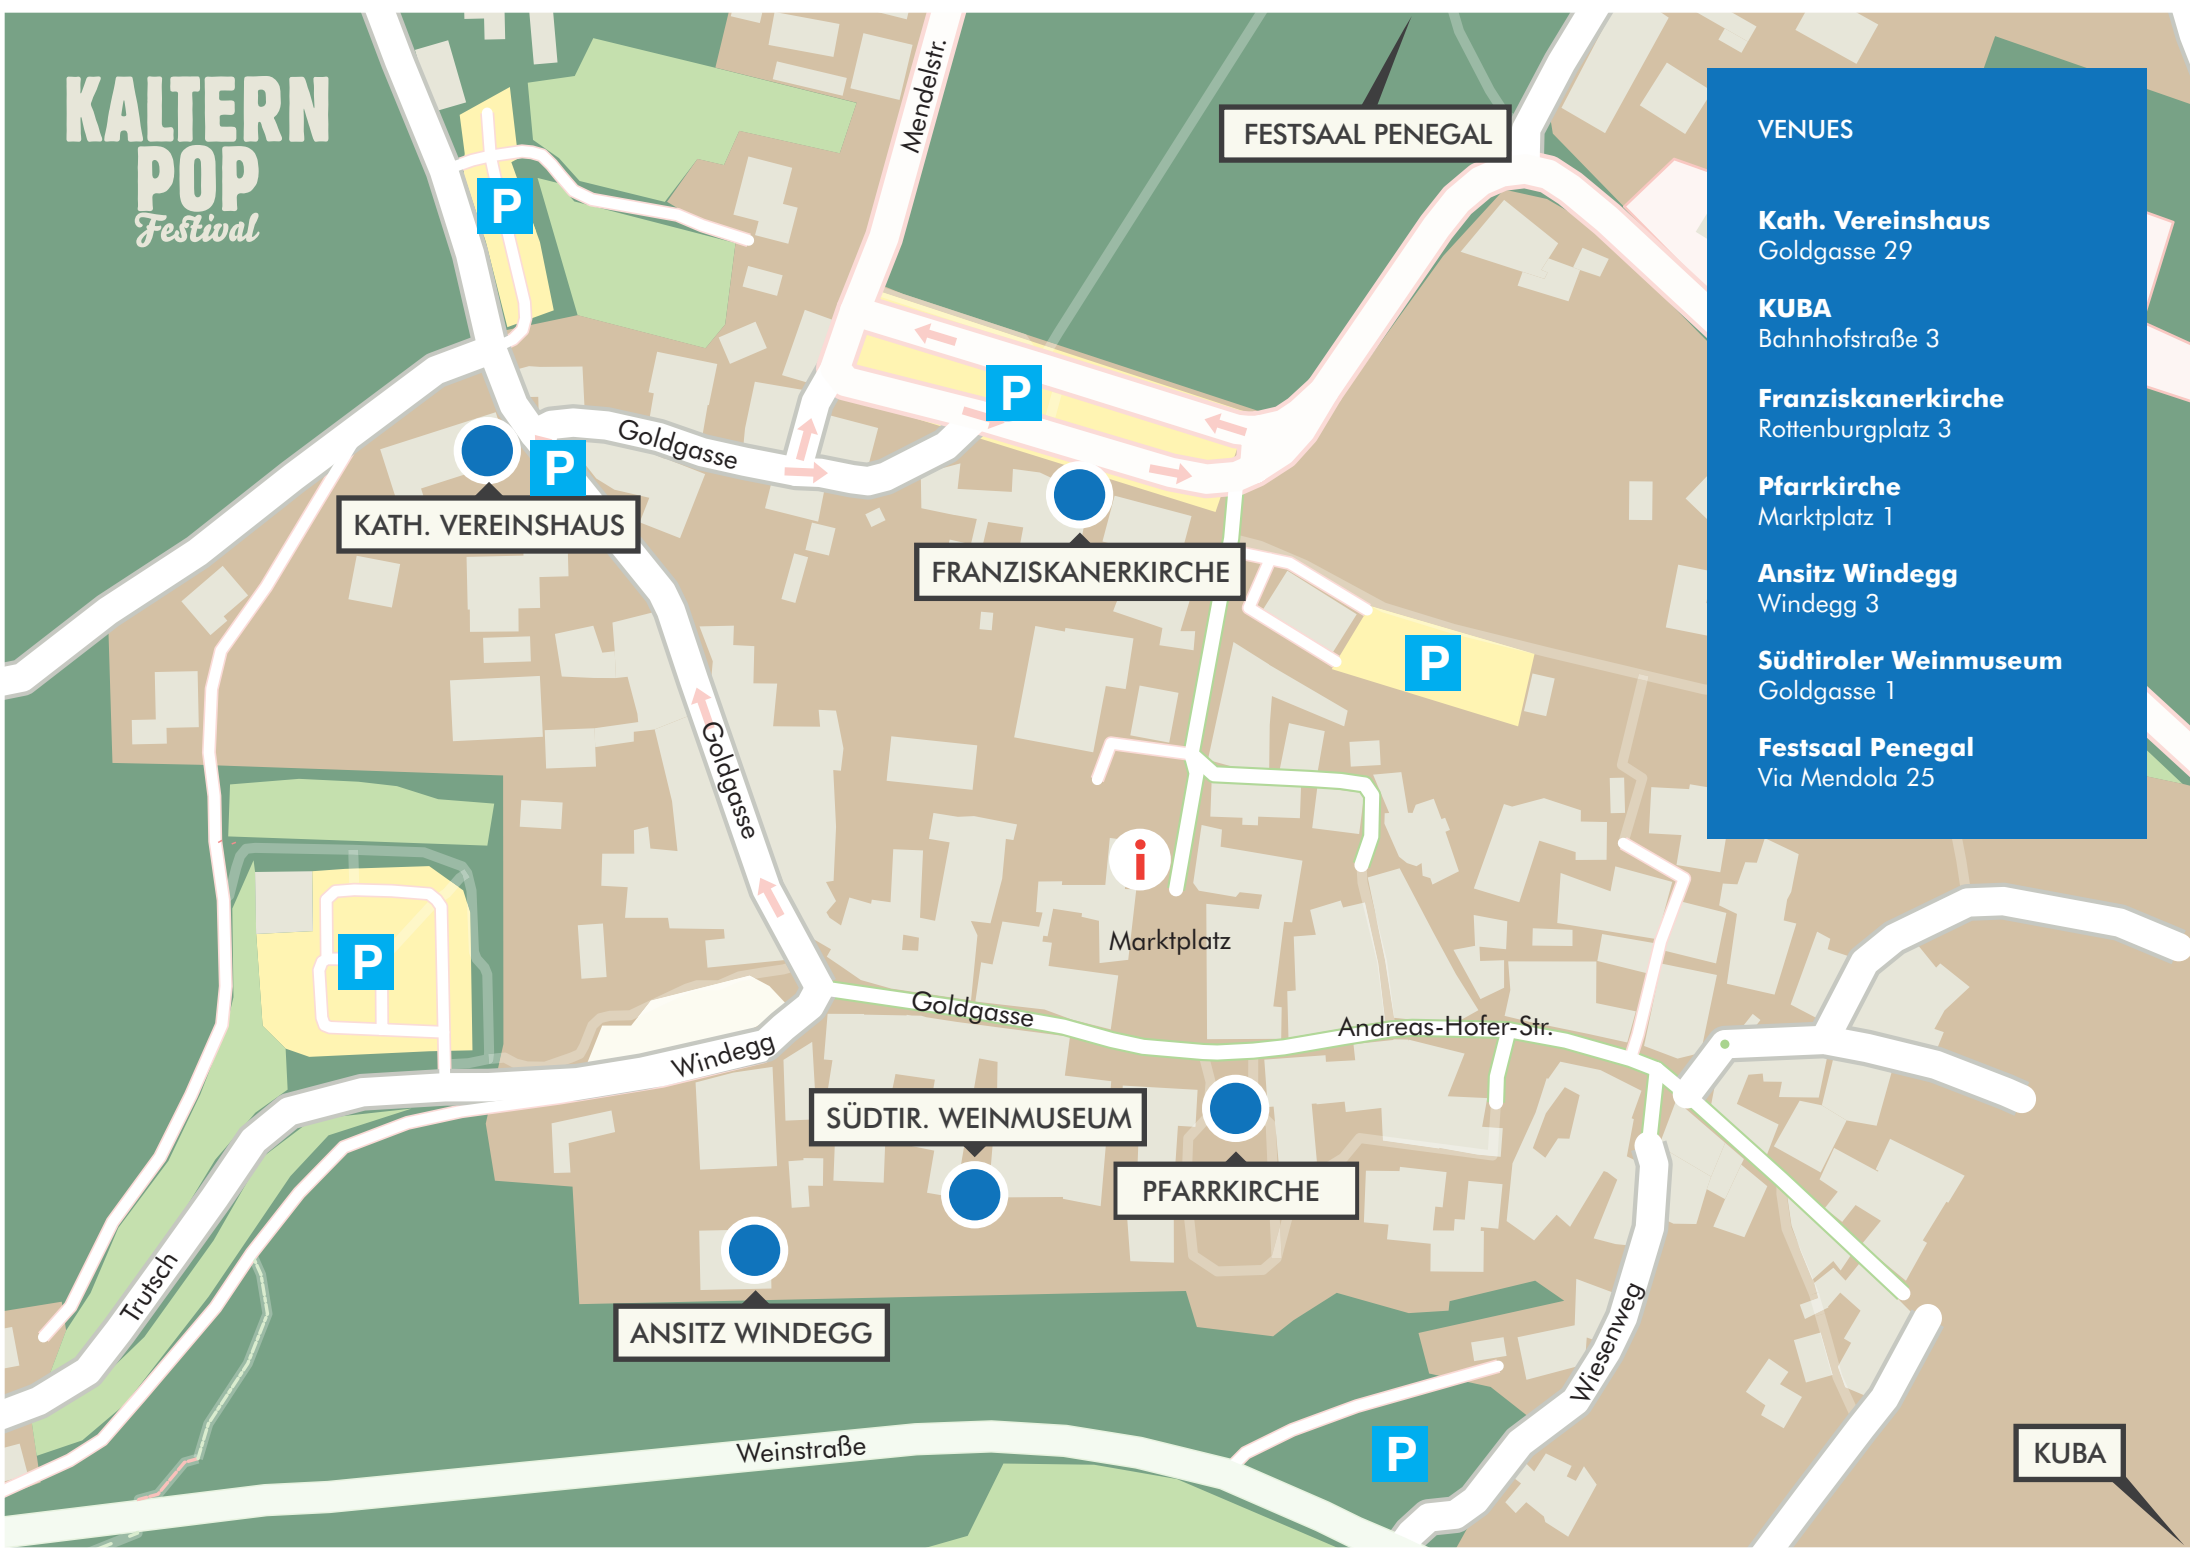 KALTERN
POP
Festival
Mendelstr.
FESTSAAL PENEGAL
P
P
Goldgasse
P
KATH. VEREINSHAUS
FRANZISKANERKIRCHE
P
Goldgasse
i
Marktplatz
P
Goldgasse
Andreas-Hofer-Str.
Windegg
SÜDTIR. WEINMUSEUM
PFARRKIRCHE
Trutsch
ANSITZ WINDEGG
Wiesenweg
Weinstraße
P
KUBA
VENUES
Kath. Vereinshaus
Goldgasse 29
KUBA
Bahnhofstraße 3
Franziskanerkirche
Rottenburgplatz 3
Pfarrkirche
Marktplatz 1
Ansitz Windegg
Windegg 3
Südtiroler Weinmuseum
Goldgasse 1
Festsaal Penegal
Via Mendola 25